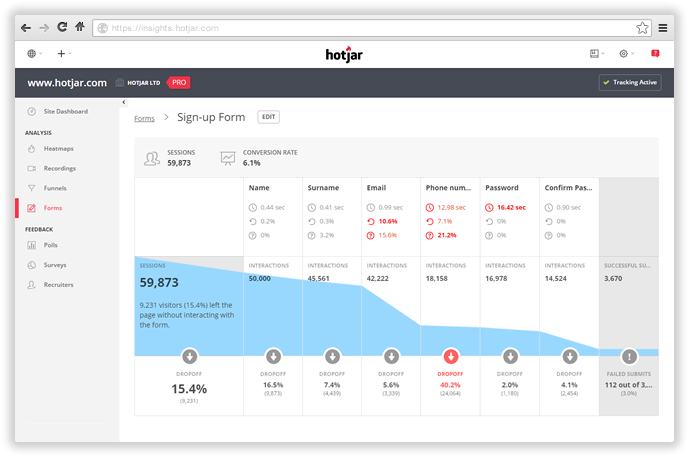 https://insights.hotjar.com
hotjar
www.hotjar.com HOTJAR LTD PRO Tracking Active
Site Dashboard
ANALYSIS
Heatmaps
Recordings
Funnels
Forms
FEEDBACK
Polls
Surveys
Recruiters
Forms > Sign-up Form EDIT
SESSIONS
59,873
CONVERSION RATE
6.1%
Name Surname Email Phone num... Password Confirm Pas...
0.44 sec 0.41 sec 0.99 sec 12.98 sec 16.42 sec 0.90 sec
0.2% 0.3% 10.6% 7.1% 0% 0%
0% 3.2% 15.6% 21.2% 0% 0%
SESSIONS INTERACTIONS INTERACTIONS INTERACTIONS INTERACTIONS INTERACTIONS INTERACTIONS SUCCESSFUL SU...
59,873 50,000 45,561 42,222 18,158 16,978 14,524 3,670
9,231 visitors (15.4%) left the
page without interacting with
the form.
DROPOFF DROPOFF DROPOFF DROPOFF DROPOFF DROPOFF DROPOFF FAILED SUBMITS
15.4% 16.5% 7.4% 5.6% 40.2% 2.0% 4.1% 112 out of 3,...
(9,231) (9,873) (4,439) (3,339) (24,064) (1,180) (2,454) (3.0%)